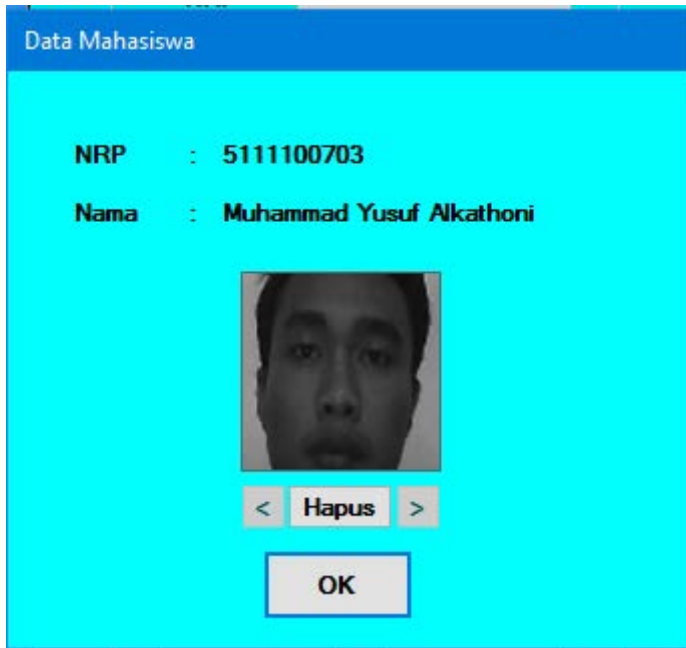 Data Mahasiswa
NRP : 5111100703
Nama : Muhammad Yusuf Alkathoni
< Hapus >
OK